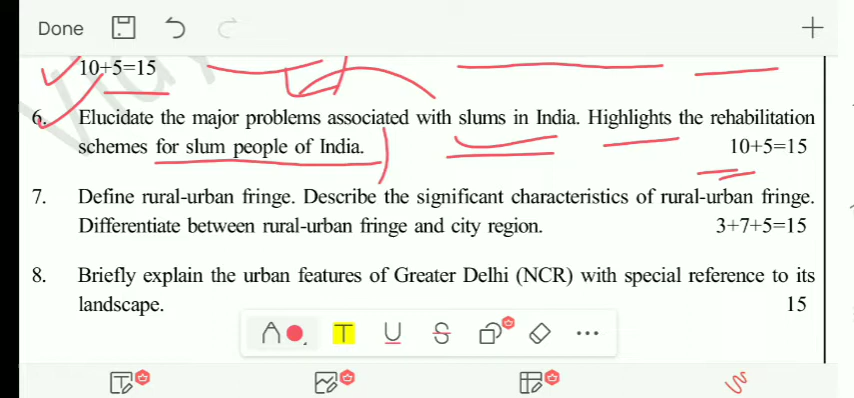 Done
10+5=15
6. Elucidate the major problems associated with slums in India. Highlights the rehabilitation
schemes for slum people of India. 10+5=15
7. Define rural-urban fringe. Describe the significant characteristics of rural-urban fringe.
Differentiate between rural-urban fringe and city region. 3+7+5=15
8. Briefly explain the urban features of Greater Delhi (NCR) with special reference to its
landscape. 15
T U S